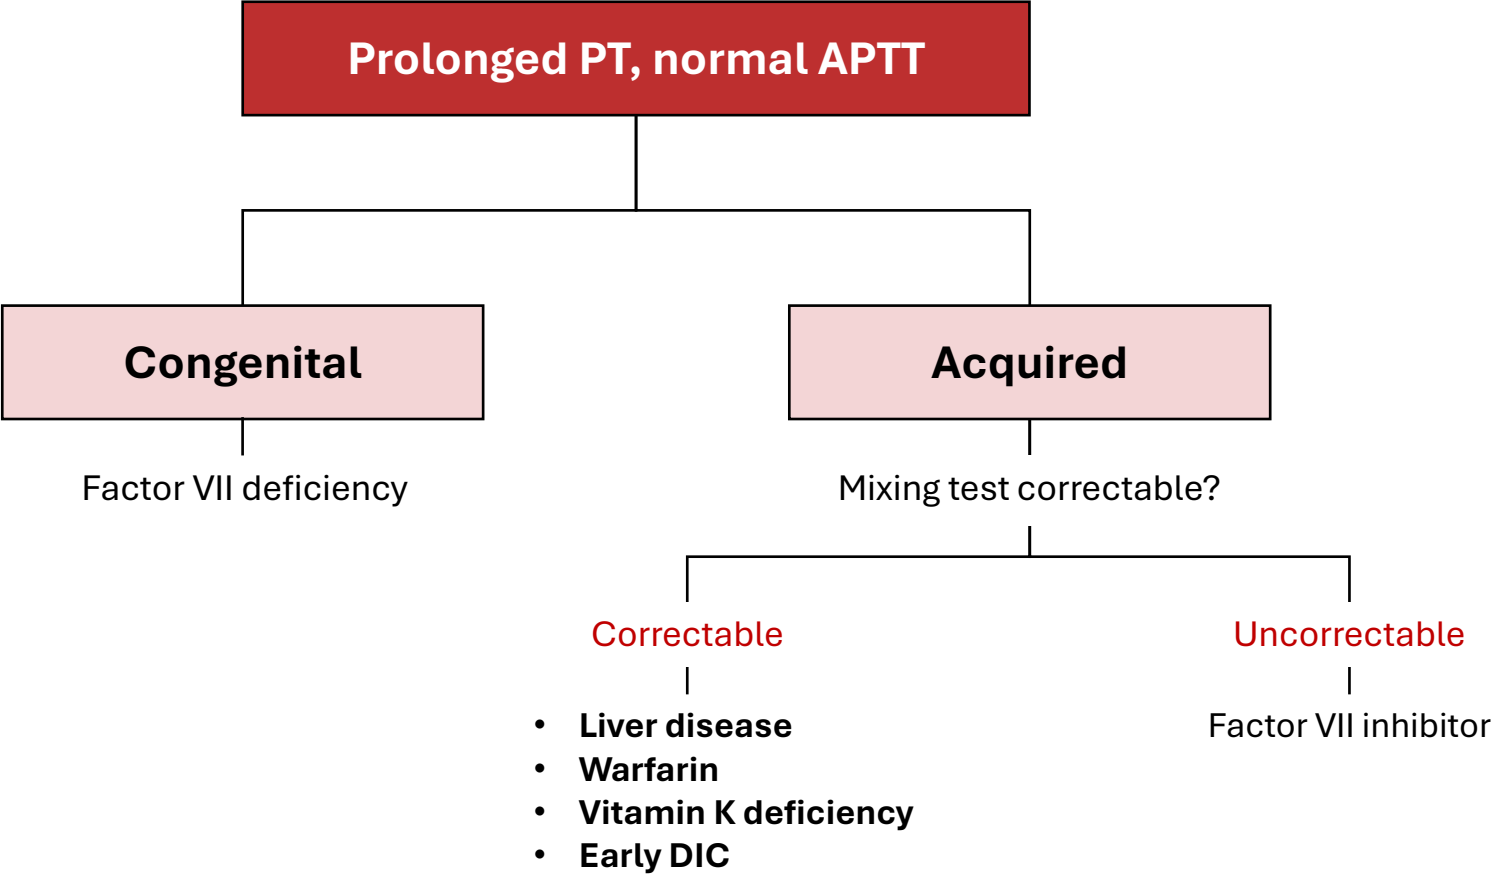 Prolonged PT, normal APTT
Congenital
Acquired
Factor VII deficiency
Mixing test correctable?
Correctable
Uncorrectable
• Liver disease
• Warfarin
• Vitamin K deficiency
• Early DIC
Factor VII inhibitor